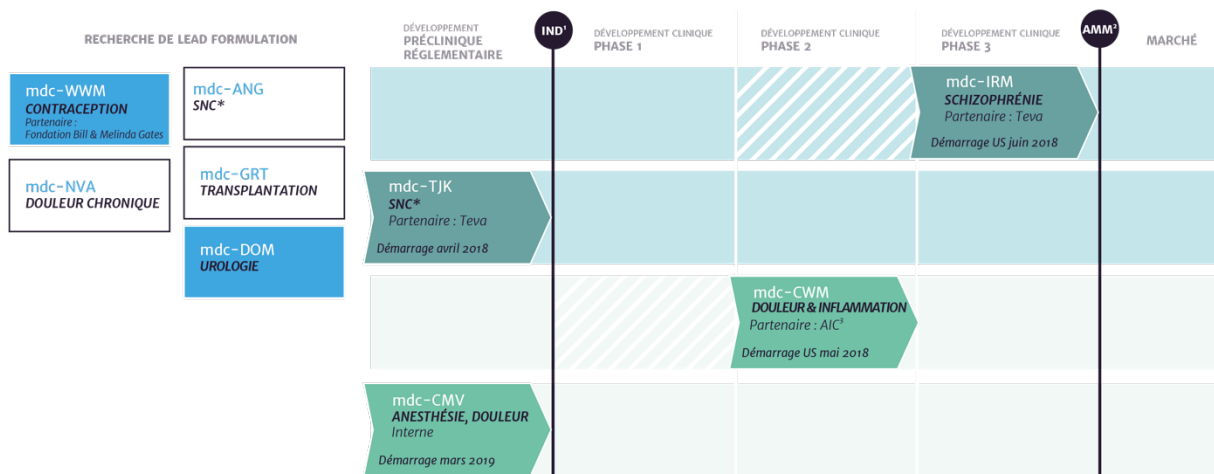 RECHERCHE DE LEAD FORMULATION
DÉVELOPPEMENT
PRÉCLINIQUE
RÉGLEMENTAIRE
IND¹
DÉVELOPPEMENT CLINIQUE
PHASE 1
DÉVELOPPEMENT CLINIQUE
PHASE 2
DÉVELOPPEMENT CLINIQUE
PHASE 3
AMM²
MARCHÉ
mdc-WWM
CONTRACEPTION
Partenaire :
Fondation Bill & Melinda Gates
mdc-NVA
DOULEUR CHRONIQUE
mdc-ANG
SNC*
mdc-GRT
TRANSPLANTATION
mdc-DOM
UROLOGIE
mdc-IRM
SCHIZOPHRÉNIE
Partenaire : Teva
Démarrage US juin 2018
mdc-TJK
SNC*
Partenaire : Teva
Démarrage avril 2018
mdc-CWM
DOULEUR & INFLAMMATION
Partenaire : AIC³
Démarrage US mai 2018
mdc-CMV
ANESTHÉSIE, DOULEUR
Interne
Démarrage mars 2019